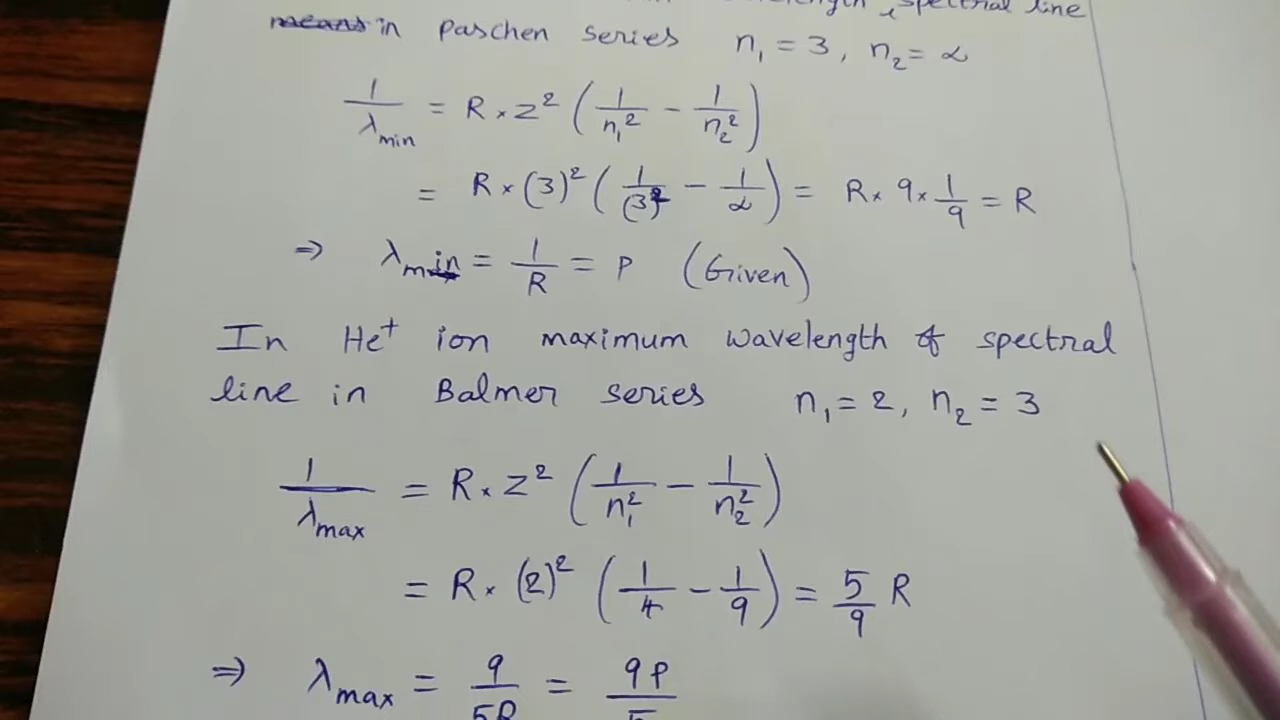 spectral line
means in Paschen series n₁ = 3, n₂ = ∝
1/λmin = R × Z² (1/n₁² − 1/n₂²)
= R × (3)² (1/(3)² − 1/∝) = R × 9 × 1/9 = R
⇒ λmin = 1/R = P (Given)
In He⁺ ion maximum wavelength of spectral
line in Balmer series n₁ = 2, n₂ = 3
1/λmax = R × Z² (1/n₁² − 1/n₂²)
= R × (2)² (1/4 − 1/9) = 5/9 R
⇒ λmax = 9/5R = 9P/5